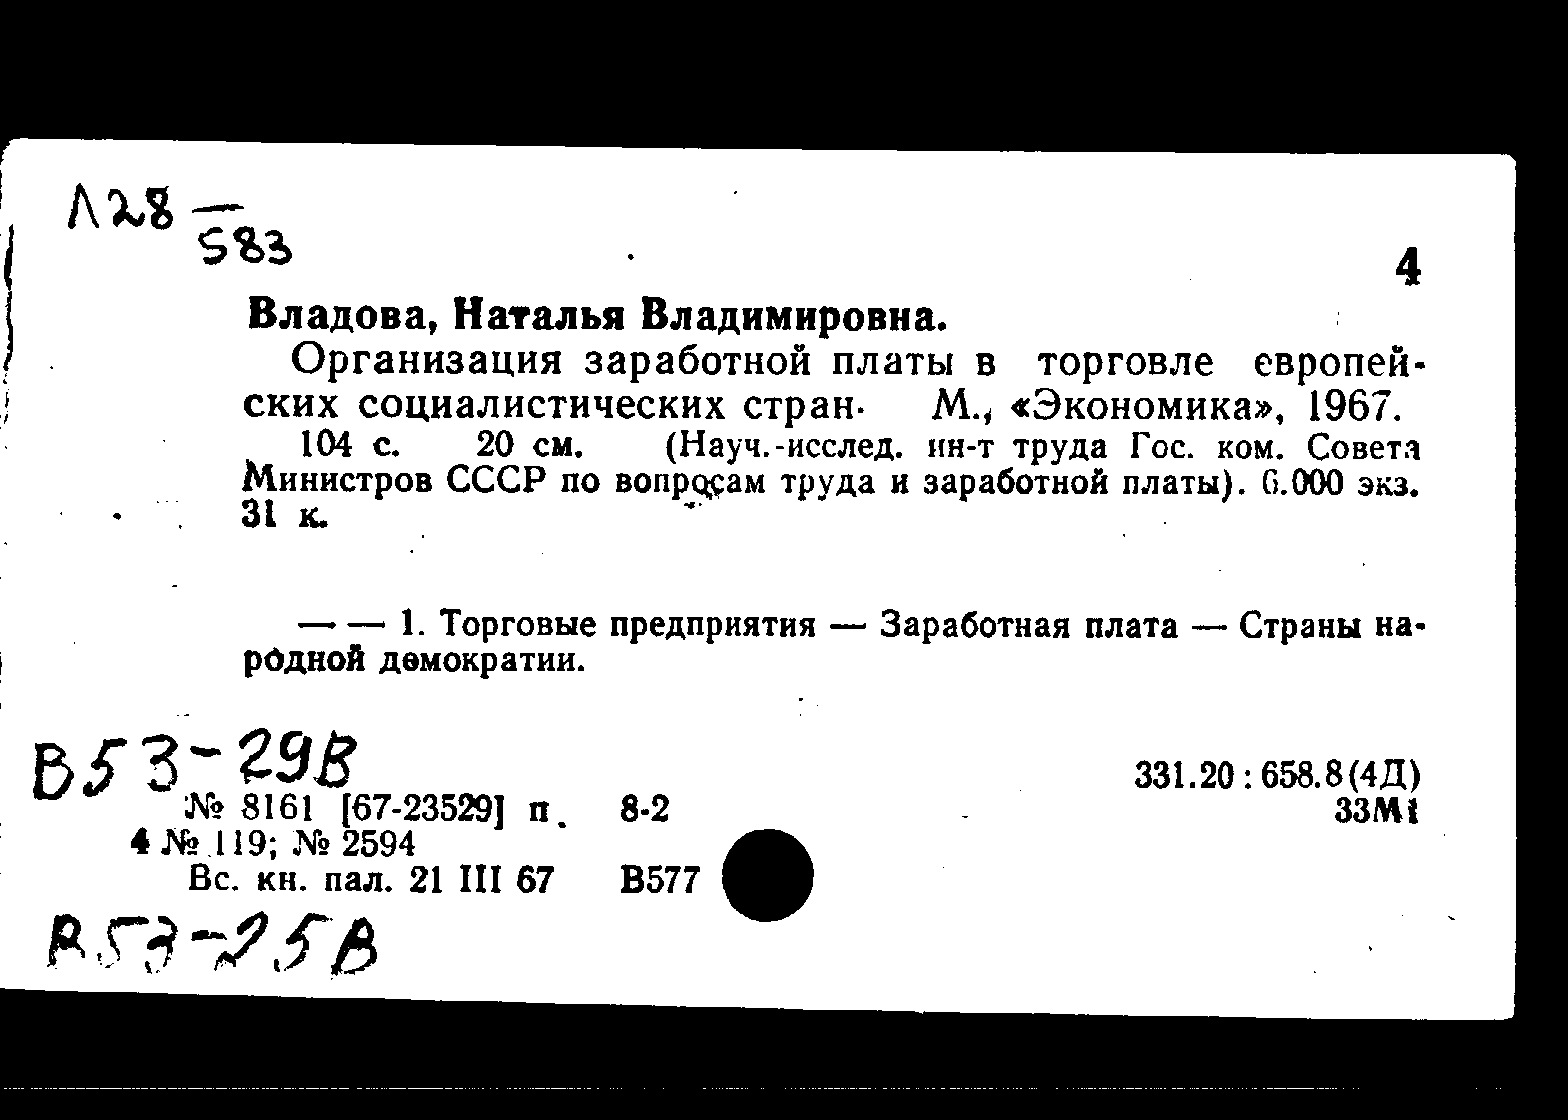 Л28 —
583
4
Владова, Наталья Владимировна.
Организация заработной платы в торговле европей-
ских социалистических стран. М., «Экономика», 1967.
104 с. 20 см. (Науч.-исслед. ин-т труда Гос. ком. Совета
Министров СССР по вопросам труда и заработной платы). 6.000 экз.
31 к.
— — 1. Торговые предприятия — Заработная плата — Страны на-
родной демократии.
В53-29В
331.20 : 658.8(4Д)
№ 8161 [67-23529] п. 8-2
33М1
4 № 119; № 2594
Вс. кн. пал. 21 III 67 В577
В53-25В